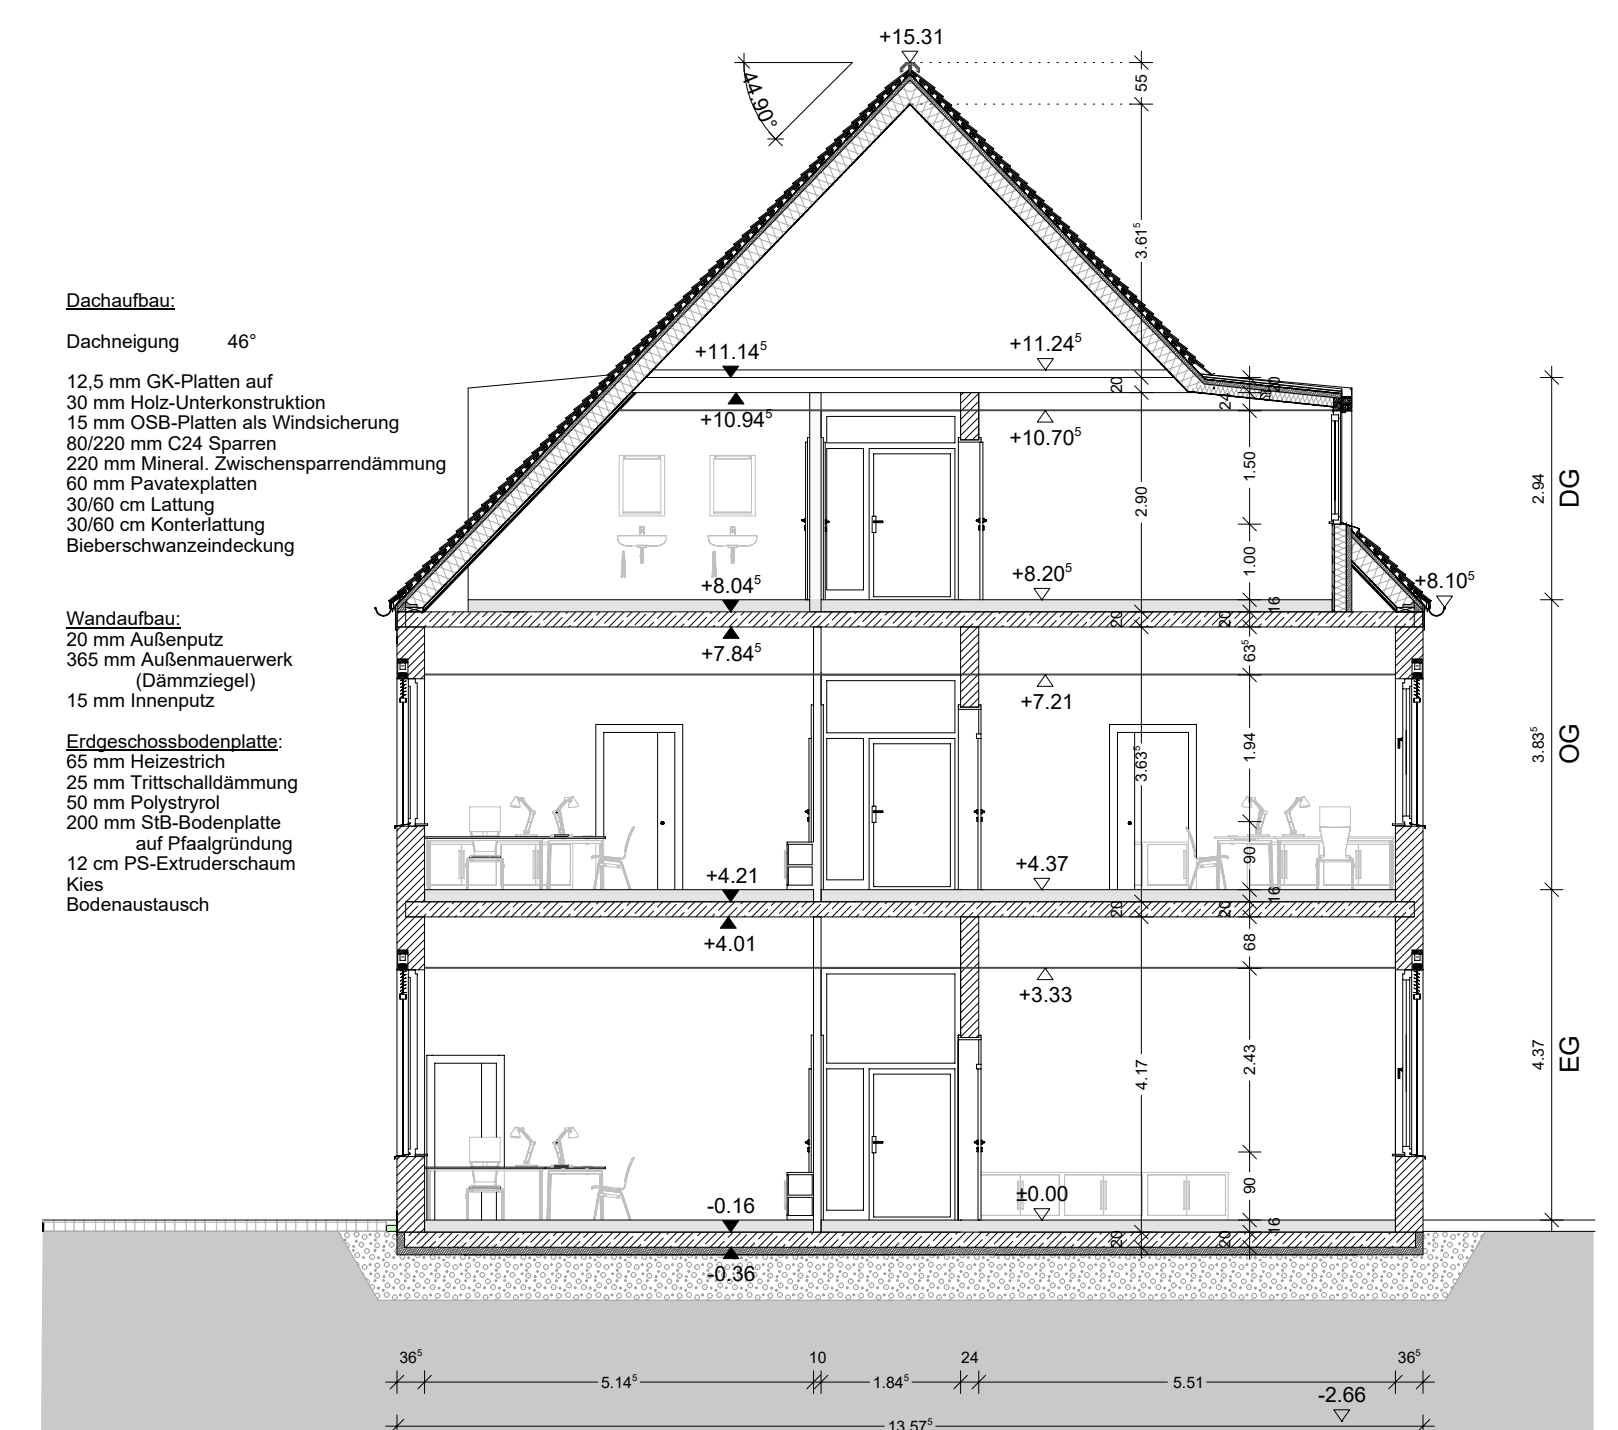 +15.31
55
44.90°
3.61⁵
Dachaufbau:
Dachneigung 46°
12,5 mm GK-Platten auf
30 mm Holz-Unterkonstruktion
15 mm OSB-Platten als Windsicherung
80/220 mm C24 Sparren
220 mm Mineral. Zwischensparrendämmung
60 mm Pavatexplatten
30/60 cm Lattung
30/60 cm Konterlattung
Bieberschwanzeindeckung
Wandaufbau:
20 mm Außenputz
365 mm Außenmauerwerk
(Dämmziegel)
15 mm Innenputz
Erdgeschossbodenplatte:
65 mm Heizestrich
25 mm Trittschalldämmung
50 mm Polystryrol
200 mm StB-Bodenplatte
auf Pfaalgründung
12 cm PS-Extruderschaum
Kies
Bodenaustausch
+11.14⁵
+11.24⁵
20
+10.94⁵
+10.70⁵
24
1.50
2.90
2.94
DG
1.00
+8.04⁵
+8.20⁵
+8.10⁵
16
20
20
+7.84⁵
63⁵
+7.21
1.94
3.63⁵
3.83⁵
OG
90
+4.21
+4.37
16
20
20
+4.01
68
+3.33
2.43
4.17
4.37
EG
90
-0.16
±0.00
16
20
20
-0.36
36⁵
10
24
36⁵
5.14⁵
1.84⁵
5.51
-2.66
13.57⁵